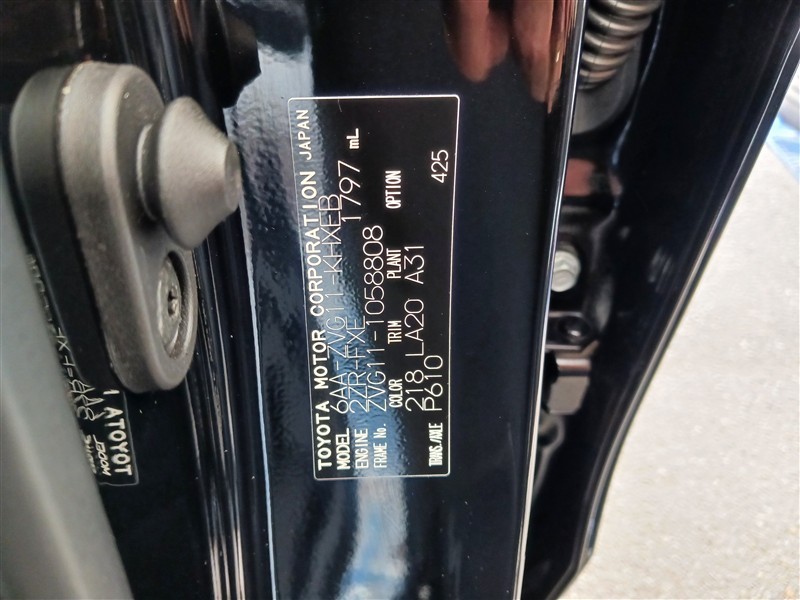 TOYOTA MOTOR CORPORATION JAPAN
MODEL 6AA-ZVG11-KHXEB
ENGINE 2ZR-FXE 1797 mL
FRAME No. ZVG11-1058808
COLOR TRIM PLANT OPTION
218 LA20 A31 425
TRANS/AXLE P610